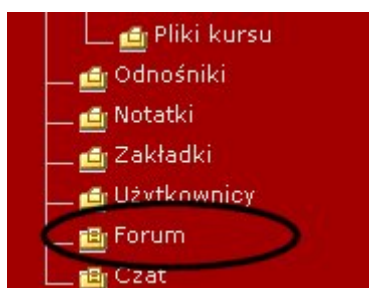 Pliki kursu
Odnośniki
Notatki
Zakładki
Użytkownicy
Forum
Czat